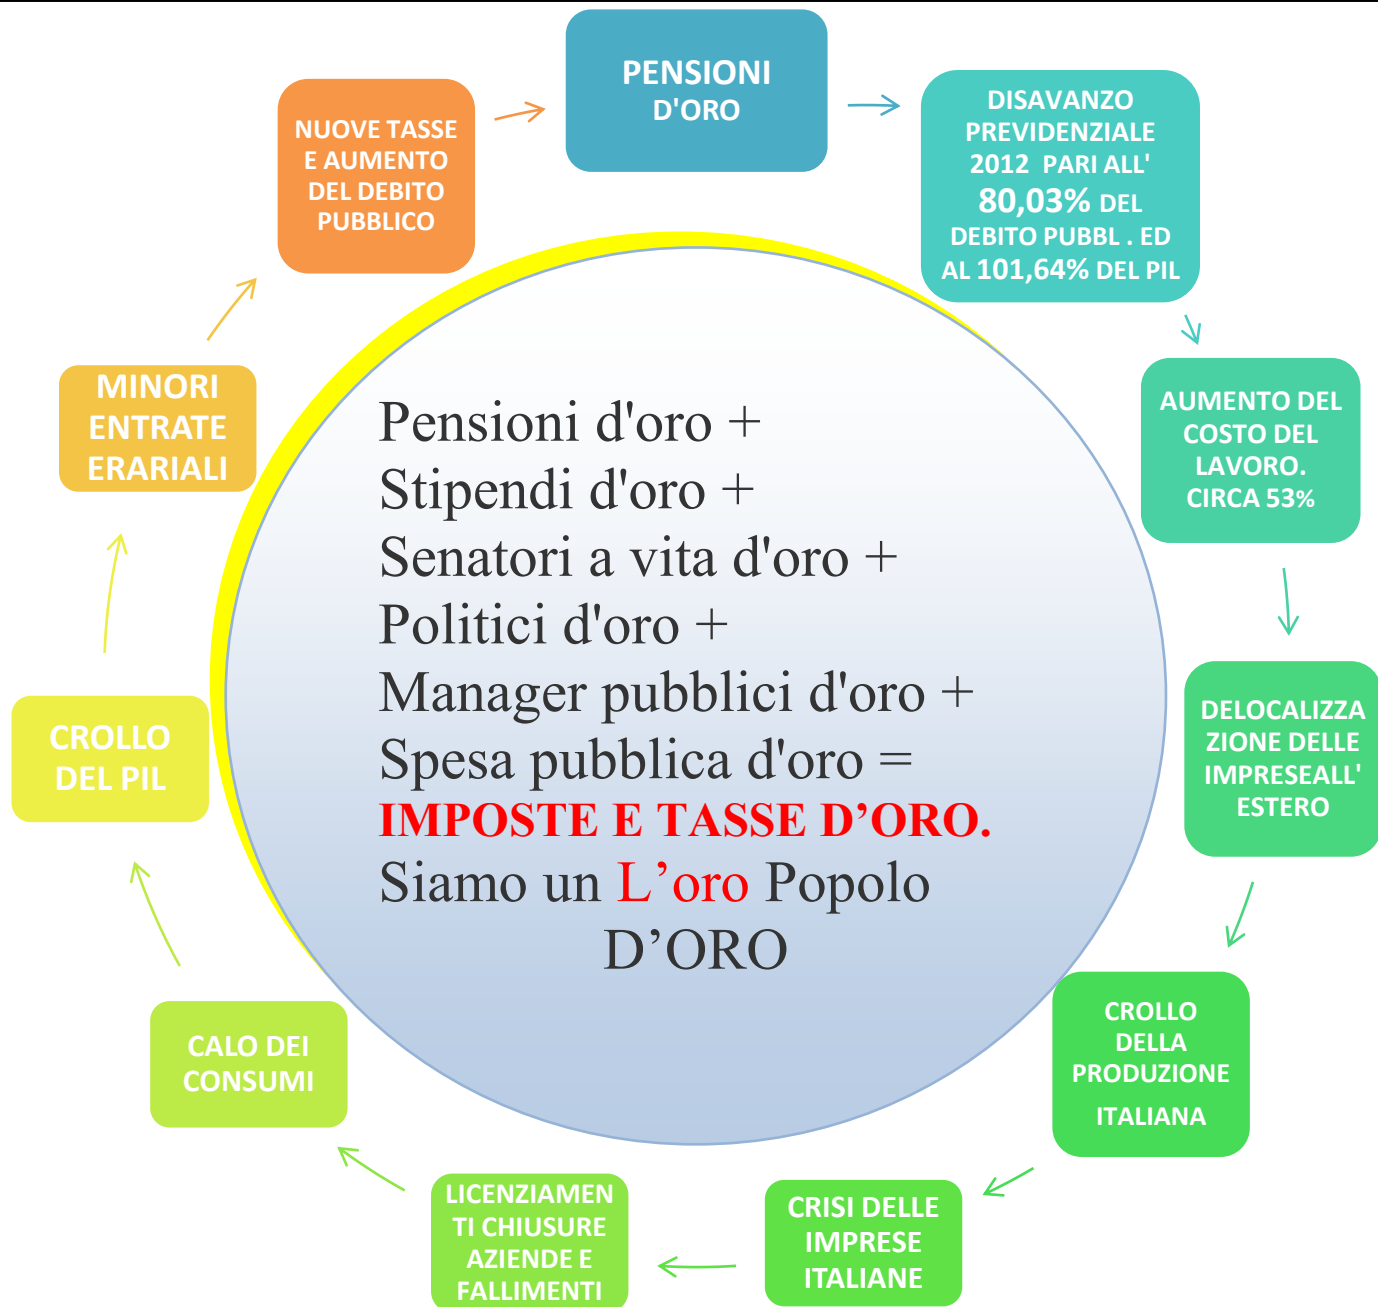 PENSIONI
D'ORO
DISAVANZO
PREVIDENZIALE
2012 PARI ALL'
80,03% DEL
DEBITO PUBBL . ED
AL 101,64% DEL PIL
AUMENTO DEL
COSTO DEL
LAVORO.
CIRCA 53%
DELOCALIZZA
ZIONE DELLE
IMPRESEALL'
ESTERO
CROLLO
DELLA
PRODUZIONE
ITALIANA
CRISI DELLE
IMPRESE
ITALIANE
LICENZIAMEN
TI CHIUSURE
AZIENDE E
FALLIMENTI
CALO DEI
CONSUMI
CROLLO
DEL PIL
MINORI
ENTRATE
ERARIALI
NUOVE TASSE
E AUMENTO
DEL DEBITO
PUBBLICO
Pensioni d'oro +
Stipendi d'oro +
Senatori a vita d'oro +
Politici d'oro +
Manager pubblici d'oro +
Spesa pubblica d'oro =
IMPOSTE E TASSE D’ORO.
Siamo un L’oro Popolo
D’ORO